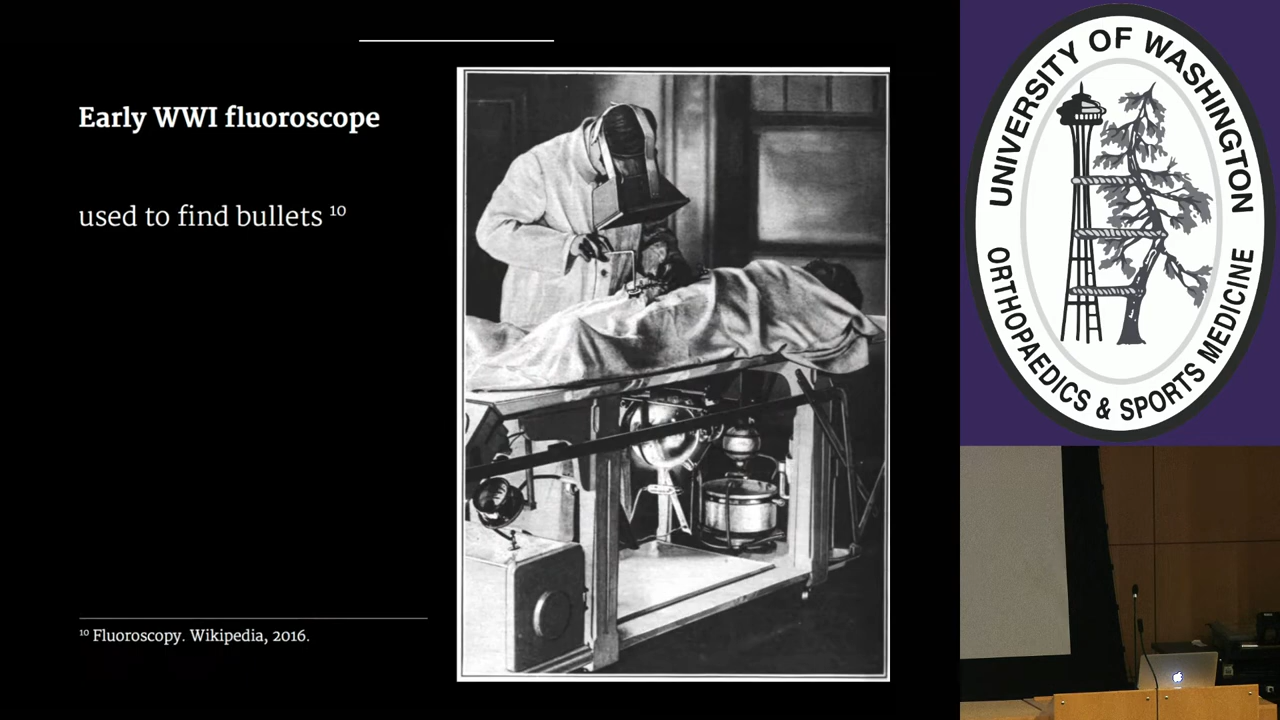 Early WWI fluoroscope
used to find bullets ¹⁰
¹⁰ Fluoroscopy. Wikipedia, 2016.
UNIVERSITY OF WASHINGTON
ORTHOPAEDICS & SPORTS MEDICINE